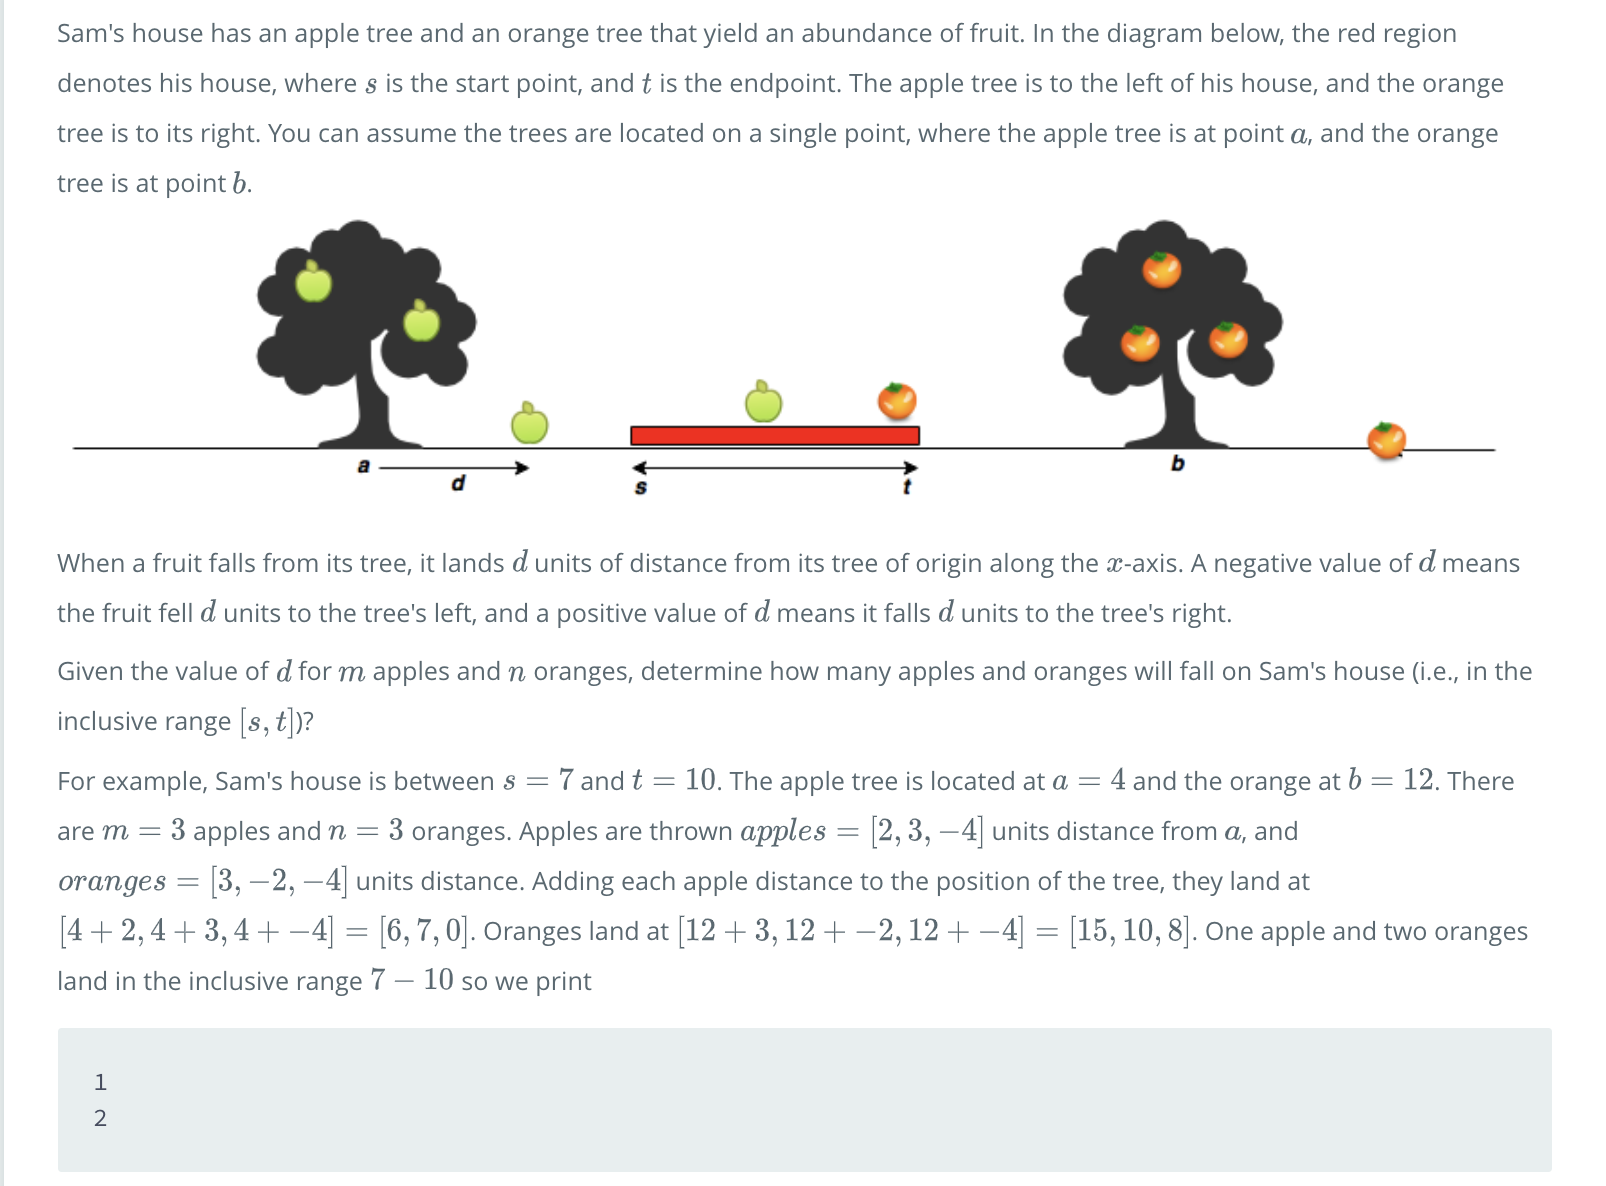 Sam's house has an apple tree and an orange tree that yield an abundance of fruit. In the diagram below, the red region
denotes his house, where s is the start point, and t is the endpoint. The apple tree is to the left of his house, and the orange
tree is to its right. You can assume the trees are located on a single point, where the apple tree is at point a, and the orange
tree is at point b.
a
d
s
t
b
When a fruit falls from its tree, it lands d units of distance from its tree of origin along the x-axis. A negative value of d means
the fruit fell d units to the tree's left, and a positive value of d means it falls d units to the tree's right.
Given the value of d for m apples and n oranges, determine how many apples and oranges will fall on Sam's house (i.e., in the
inclusive range [s, t])?
For example, Sam's house is between s = 7 and t = 10. The apple tree is located at a = 4 and the orange at b = 12. There
are m = 3 apples and n = 3 oranges. Apples are thrown apples = [2, 3, −4] units distance from a, and
oranges = [3, −2, −4] units distance. Adding each apple distance to the position of the tree, they land at
[4 + 2, 4 + 3, 4 + −4] = [6, 7, 0]. Oranges land at [12 + 3, 12 + −2, 12 + −4] = [15, 10, 8]. One apple and two oranges
land in the inclusive range 7 − 10 so we print
1
2